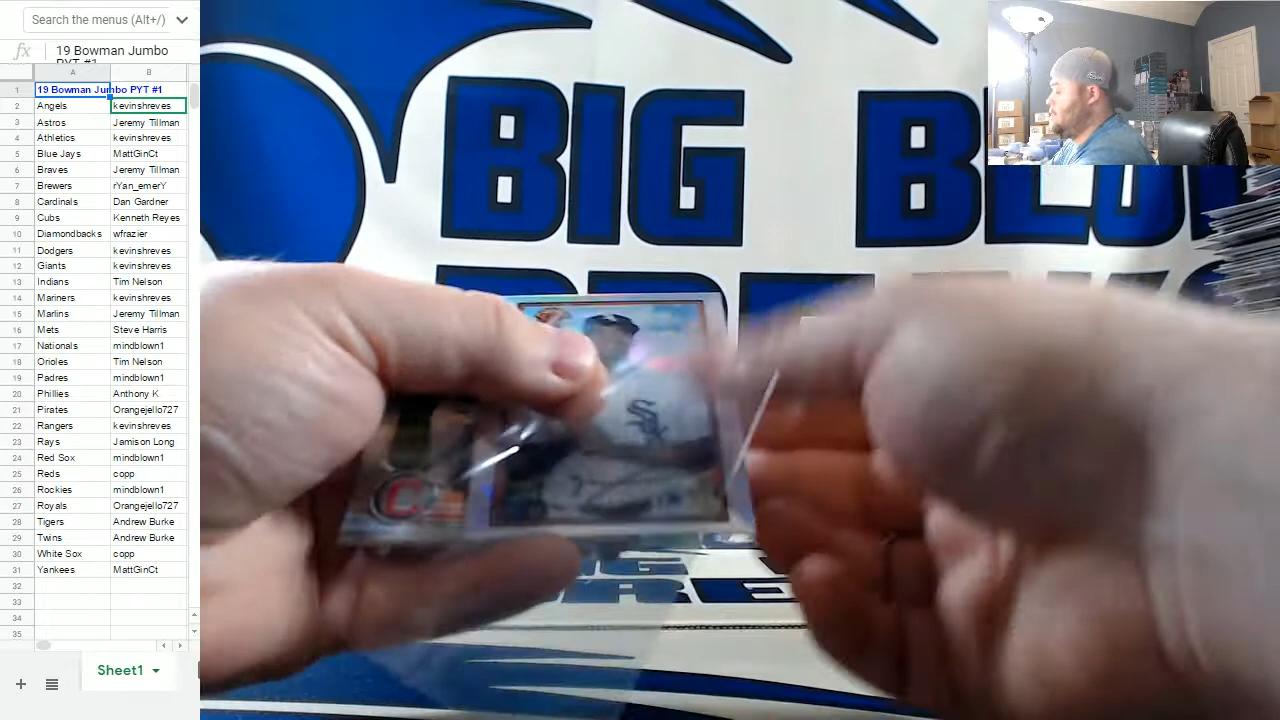 Search the menus (Alt+/)
fx 19 Bowman Jumbo
PYT #1
A B
1 19 Bowman Jumbo PYT #1
2 Angels kevinshreves
3 Astros Jeremy Tillman
4 Athletics kevinshreves
5 Blue Jays MattGinCt
6 Braves Jeremy Tillman
7 Brewers rYan_emerY
8 Cardinals Dan Gardner
9 Cubs Kenneth Reyes
10 Diamondbacks wfrazier
11 Dodgers kevinshreves
12 Giants kevinshreves
13 Indians Tim Nelson
14 Mariners kevinshreves
15 Marlins Jeremy Tillman
16 Mets Steve Harris
17 Nationals mindblown1
18 Orioles Tim Nelson
19 Padres mindblown1
20 Phillies Anthony K
21 Pirates Orangejello727
22 Rangers kevinshreves
23 Rays Jamison Long
24 Red Sox mindblown1
25 Reds copp
26 Rockies mindblown1
27 Royals Orangejello727
28 Tigers Andrew Burke
29 Twins Andrew Burke
30 White Sox copp
31 Yankees MattGinCt
32
33
34
35
Sheet1
BIG BLU
SOX
C